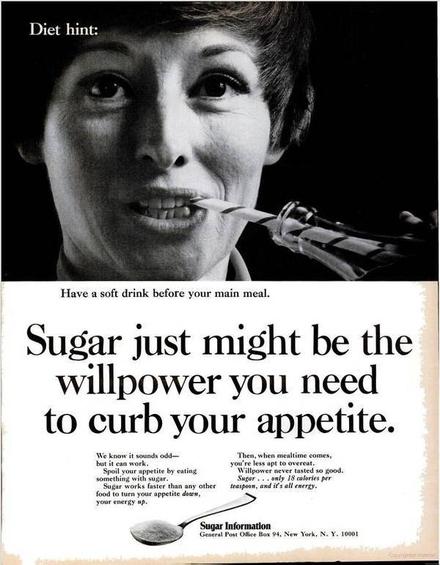 Diet hint:
Have a soft drink before your main meal.
Sugar just might be the
willpower you need
to curb your appetite.
We know it sounds odd—
but it can work.
Spoil your appetite by eating
something with sugar.
Sugar works faster than any other
food to turn your appetite down,
your energy up.
Then, when mealtime comes,
you're less apt to overeat.
Willpower never tasted so good.
Sugar . . . only 18 calories per
teaspoon, and it's all energy.
Sugar Information
General Post Office Box 94, New York, N. Y. 10001